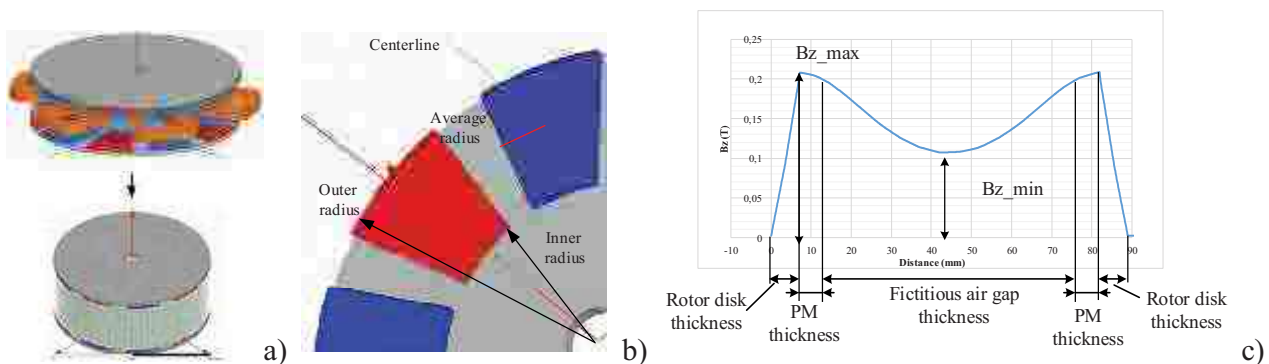 a)
Centerline
Average
radius
Outer
radius
Inner
radius
b)
0,25
0,2
0,15
0,1
0,05
0
Bz (T)
Bz_max
Bz_min
-10
0
10
20
30
40
50
60
70
80
90
Distance (mm)
Rotor disk
thickness
PM
thickness
Fictitious air gap
thickness
PM
thickness
Rotor disk
thickness
c)